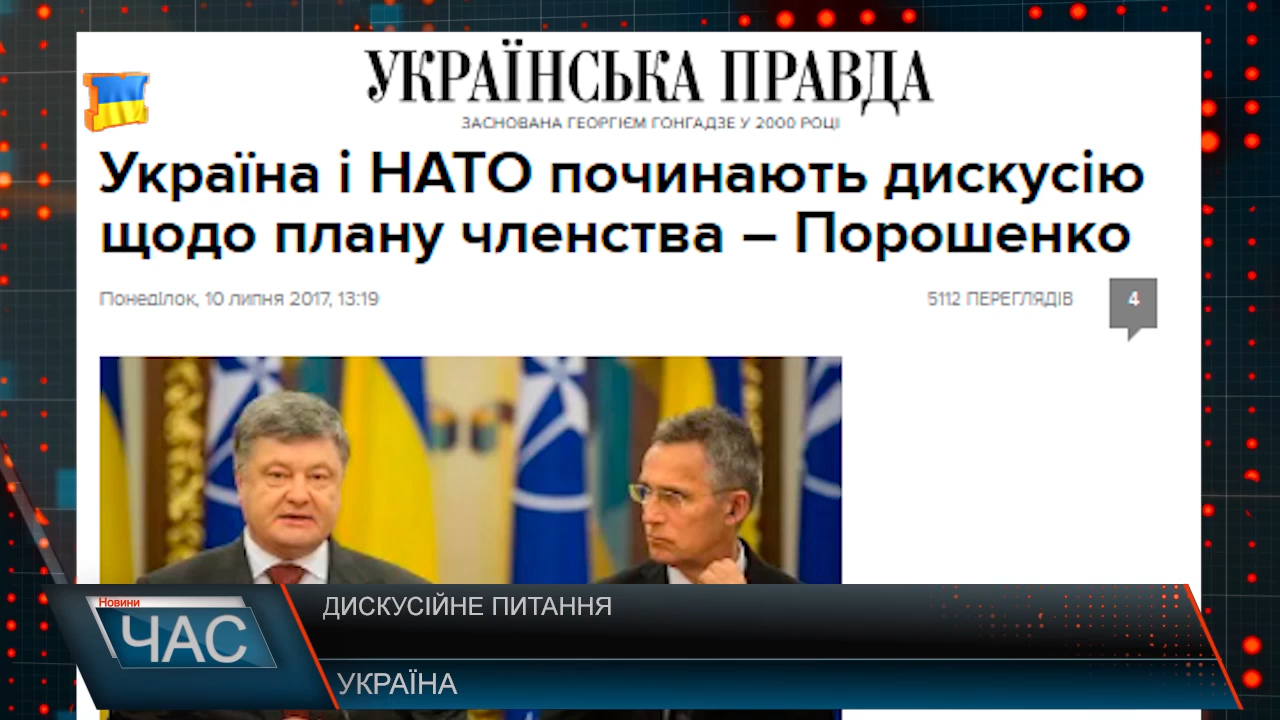 УКРАЇНСЬКА ПРАВДА
ЗАСНОВАНА ГЕОРГІЄМ ГОНГАДЗЕ У 2000 РОЦІ
Україна і НАТО починають дискусію
щодо плану членства – Порошенко
Понеділок, 10 липня 2017, 13:19
5112 ПЕРЕГЛЯДІВ
4
Новини
ЧАС
ДИСКУСІЙНЕ ПИТАННЯ
УКРАЇНА